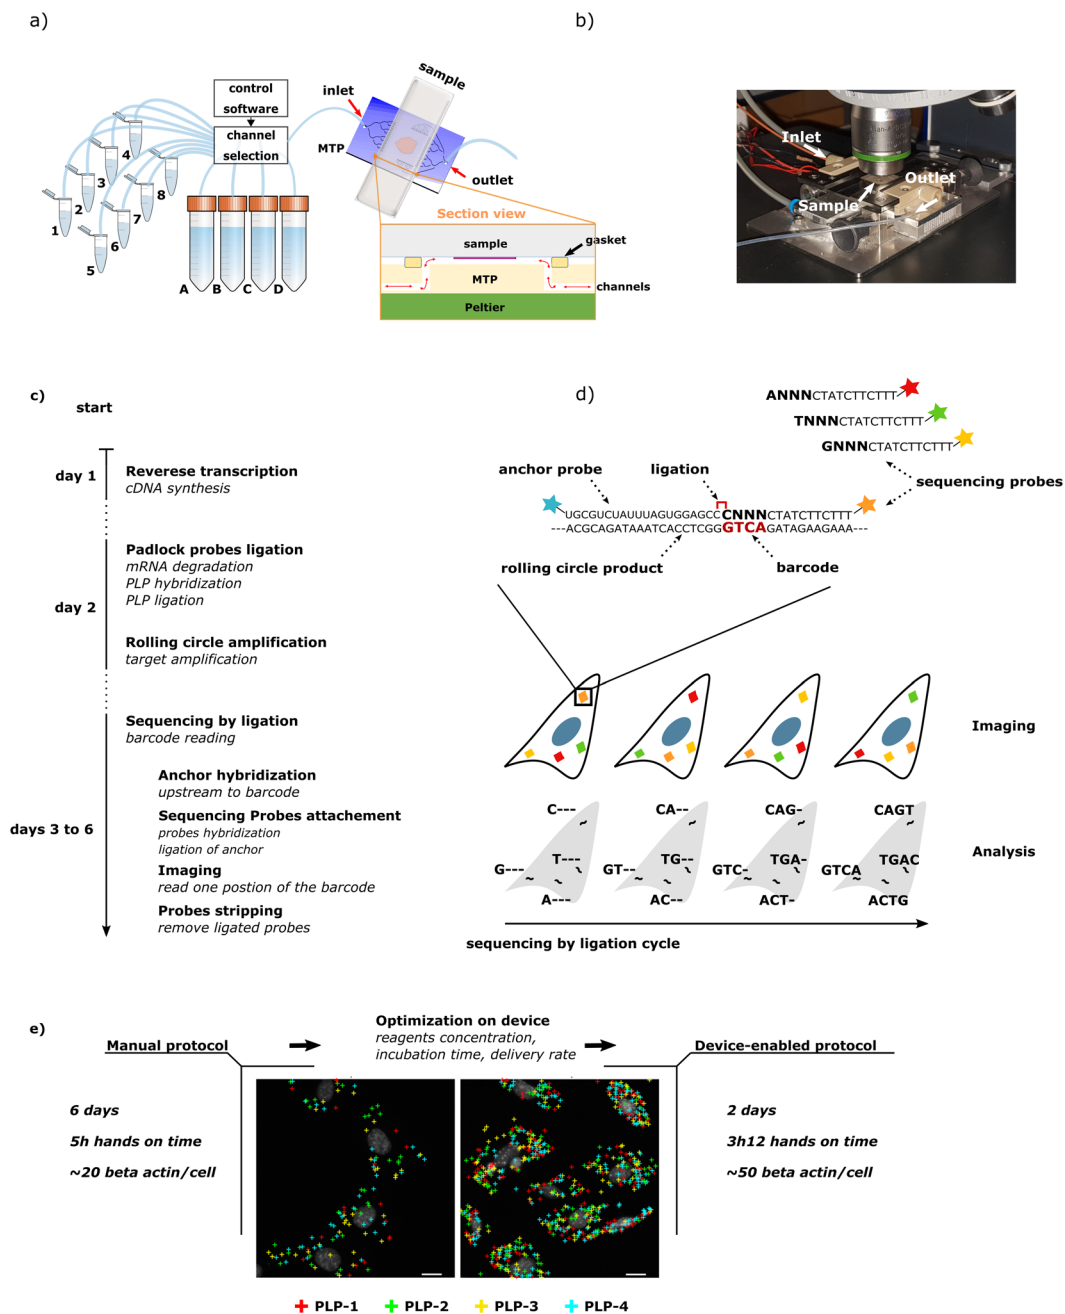 a)
control
software
channel
selection
inlet
sample
MTP
outlet
1
2
3
4
5
6
7
8
A
B
C
D
Section view
sample
gasket
MTP
channels
Peltier
b)
Inlet
Outlet
Sample
c)
start
day 1
Reverese transcription
cDNA synthesis
Padlock probes ligation
mRNA degradation
PLP hybridization
PLP ligation
day 2
Rolling circle amplification
target amplification
Sequencing by ligation
barcode reading
Anchor hybridization
upstream to barcode
days 3 to 6
Sequencing Probes attachement
probes hybridization
ligation of anchor
Imaging
read one postion of the barcode
Probes stripping
remove ligated probes
d)
ANNNCTATCTTCTTT
TNNNCTATCTTCTTT
GNNNCTATCTTCTTT
anchor probe
ligation
sequencing probes
UGCGUCUAUUUAGUGGAGCCCNNNCTATCTTCTTT
---ACGCAGATAAATCACCTCGGGTCAGATAGAAGAAA---
rolling circle product
barcode
Imaging
C---
CA--
CAG-
CAGT
T---
TG--
TGA-
TGAC
G---
GT--
GTC-
GTCA
A---
AC--
ACT-
ACTG
Analysis
sequencing by ligation cycle
e)
Manual protocol
Optimization on device
reagents concentration,
incubation time, delivery rate
Device-enabled protocol
6 days
5h hands on time
~20 beta actin/cell
2 days
3h12 hands on time
~50 beta actin/cell
PLP-1
PLP-2
PLP-3
PLP-4